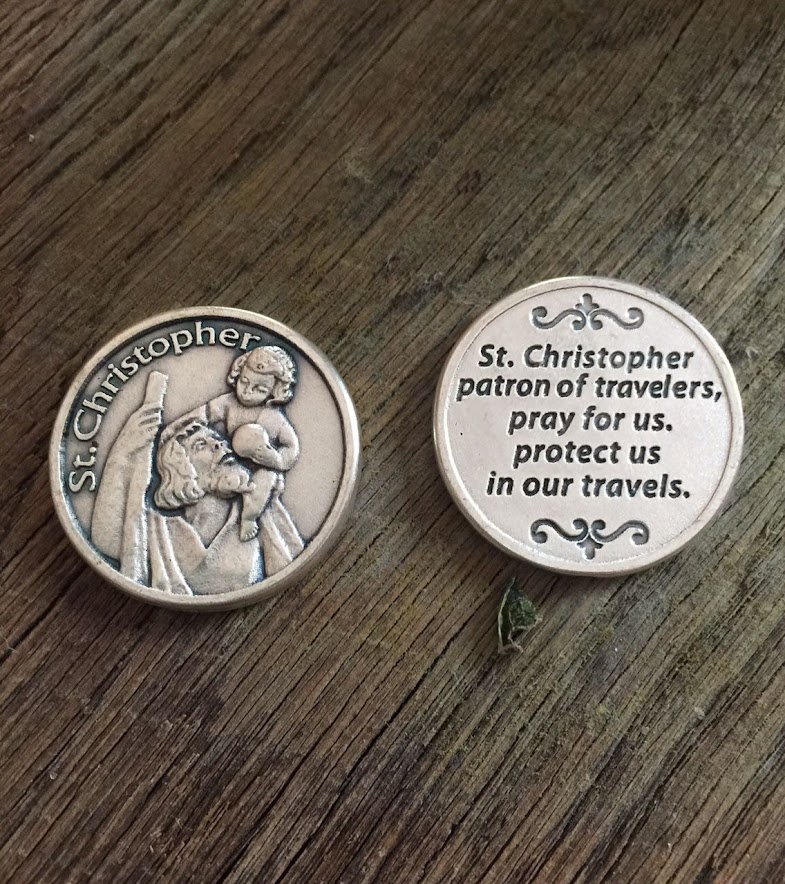 St. Christopher
St. Christopher
patron of travelers,
pray for us.
protect us
in our travels.